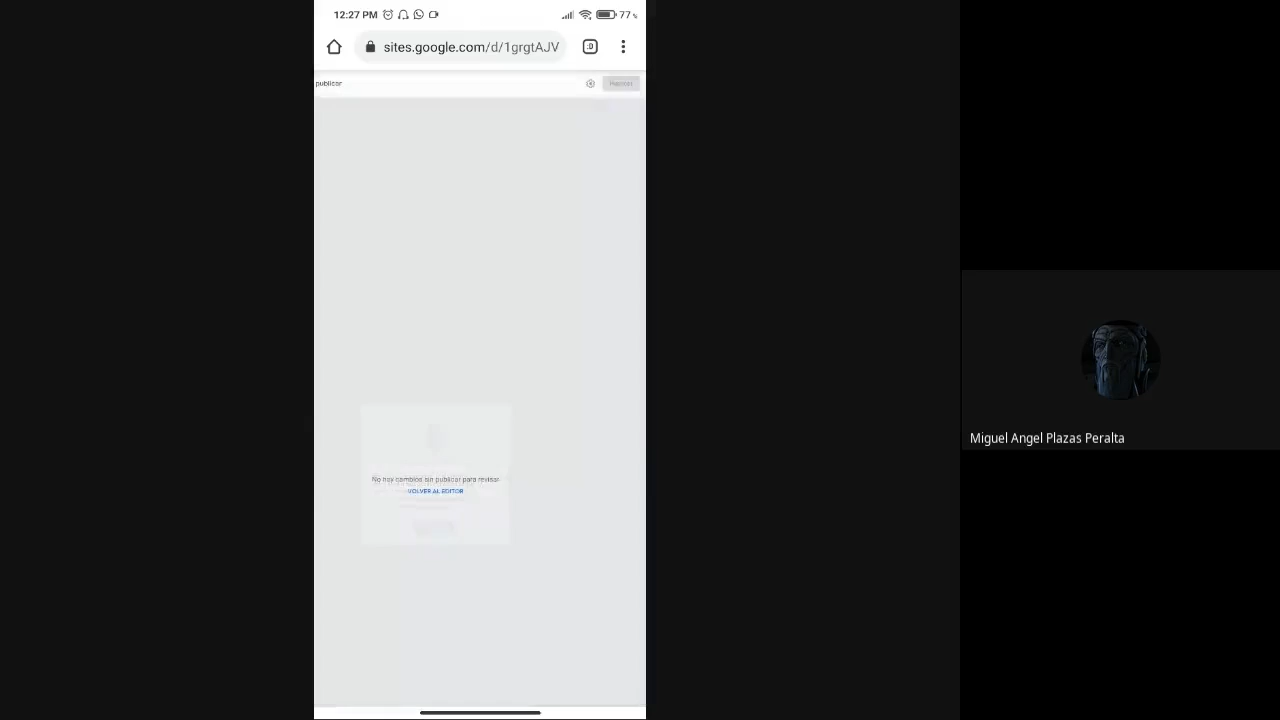 12:27 PM
77%
sites.google.com/d/1grgtAJV
:D
publicar
Publicar
No hay cambios sin publicar para revisar
VOLVER AL EDITOR
Miguel Angel Plazas Peralta